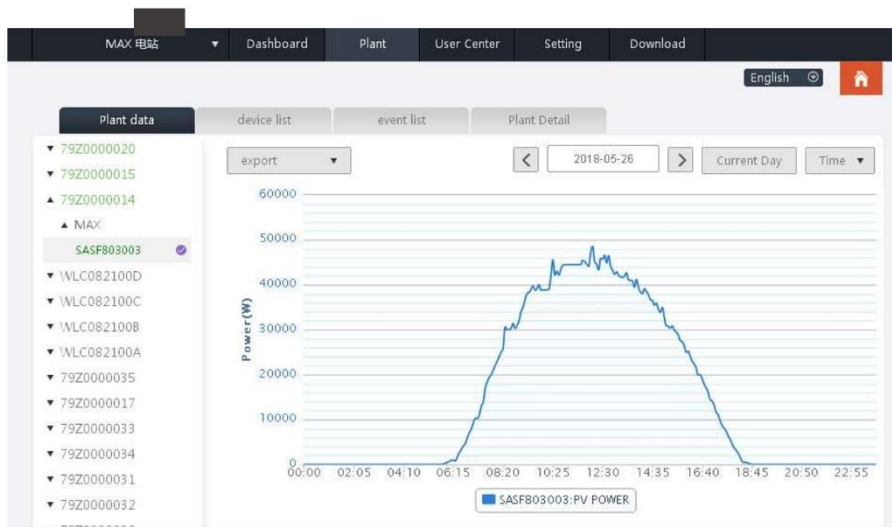 MAX 电站 ▼ Dashboard Plant User Center Setting Download
English
Plant data device list event list Plant Detail
▼ 79Z0000020
▼ 79Z0000015
▲ 79Z0000014
▲ MAX
SASF803003
▼ WLC082100D
▼ WLC082100C
▼ WLC082100B
▼ WLC082100A
▼ 79Z0000035
▼ 79Z0000017
▼ 79Z0000033
▼ 79Z0000034
▼ 79Z0000031
▼ 79Z0000032
export ▼ < 2018-05-26 > Current Day Time ▼
60000
50000
40000
30000
20000
10000
0
Power(W)
00:00 02:05 04:10 06:15 08:20 10:25 12:30 14:35 16:40 18:45 20:50 22:55
SASF803003:PV POWER